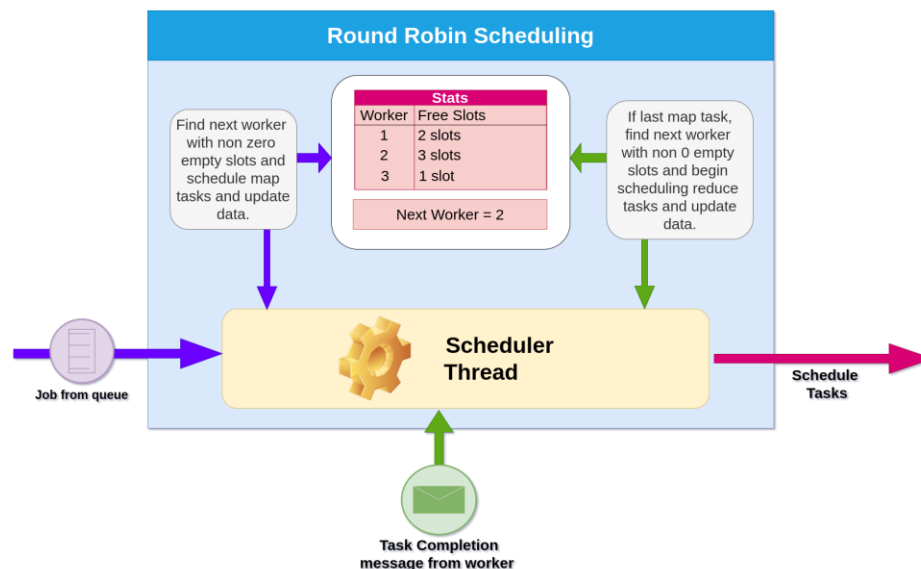 Round Robin Scheduling
Find next worker
with non zero
empty slots and
schedule map
tasks and update
data.
Stats
Worker Free Slots
1 2 slots
2 3 slots
3 1 slot
Next Worker = 2
If last map task,
find next worker
with non 0 empty
slots and begin
scheduling reduce
tasks and update
data.
Job from queue
Scheduler
Thread
Schedule
Tasks
Task Completion
message from worker